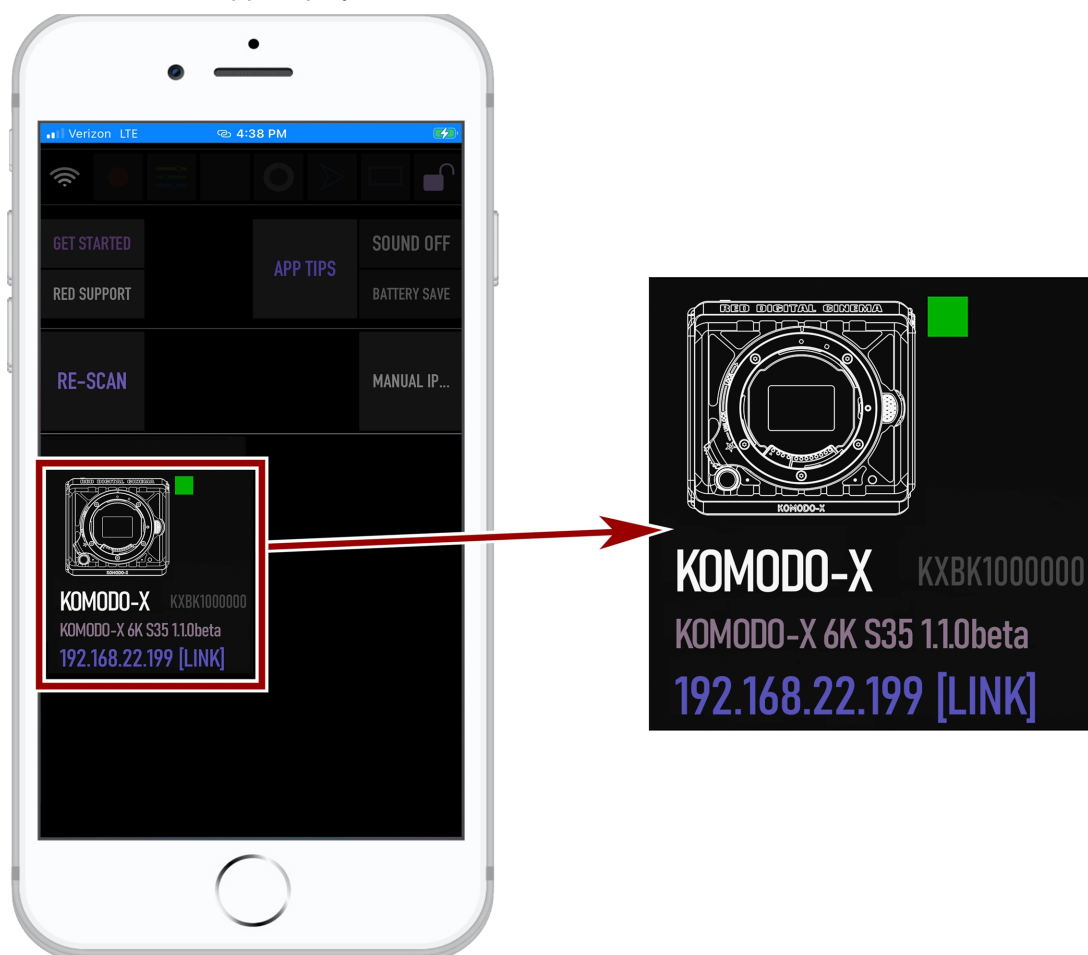 Verizon LTE 4:38 PM
GET STARTED
APP TIPS
SOUND OFF
RED SUPPORT
BATTERY SAVE
RE-SCAN
MANUAL IP...
RED DIGITAL CINEMA
KOMODO-X
KOMODO-X KXBK1000000
KOMODO-X 6K S35 1.1.0beta
192.168.22.199 [LINK]
RED DIGITAL CINEMA
KOMODO-X
KOMODO-X KXBK1000000
KOMODO-X 6K S35 1.1.0beta
192.168.22.199 [LINK]